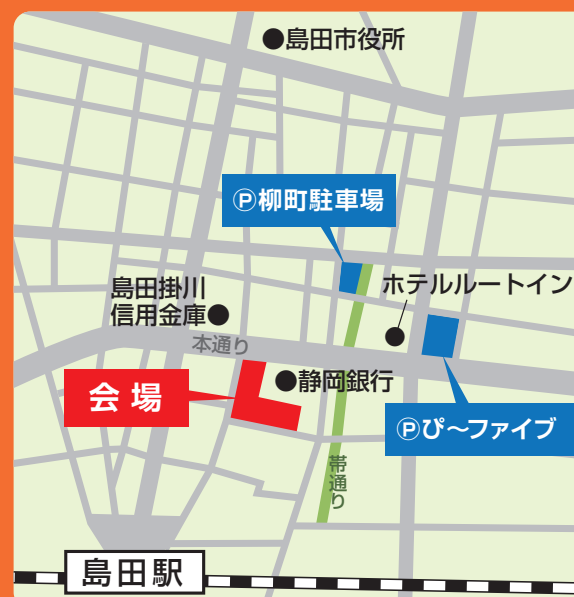 ●島田市役所
Ⓟ柳町駐車場
島田掛川
信用金庫●
ホテルルートイン
本通り
会場
●静岡銀行
Ⓟぴ～ファイブ
帯通り
島田駅